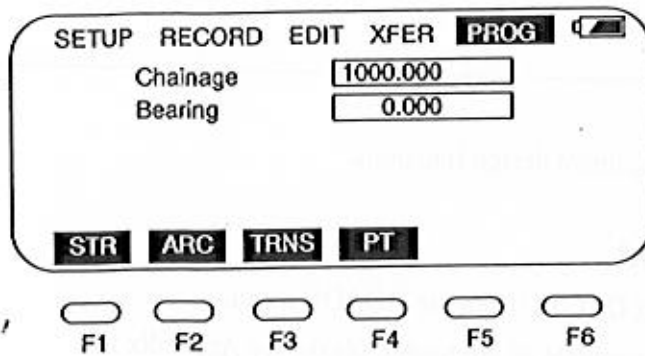 SETUP RECORD EDIT XFER PROG
Chainage 1000.000
Bearing 0.000
STR ARC TRNS PT
F1 F2 F3 F4 F5 F6